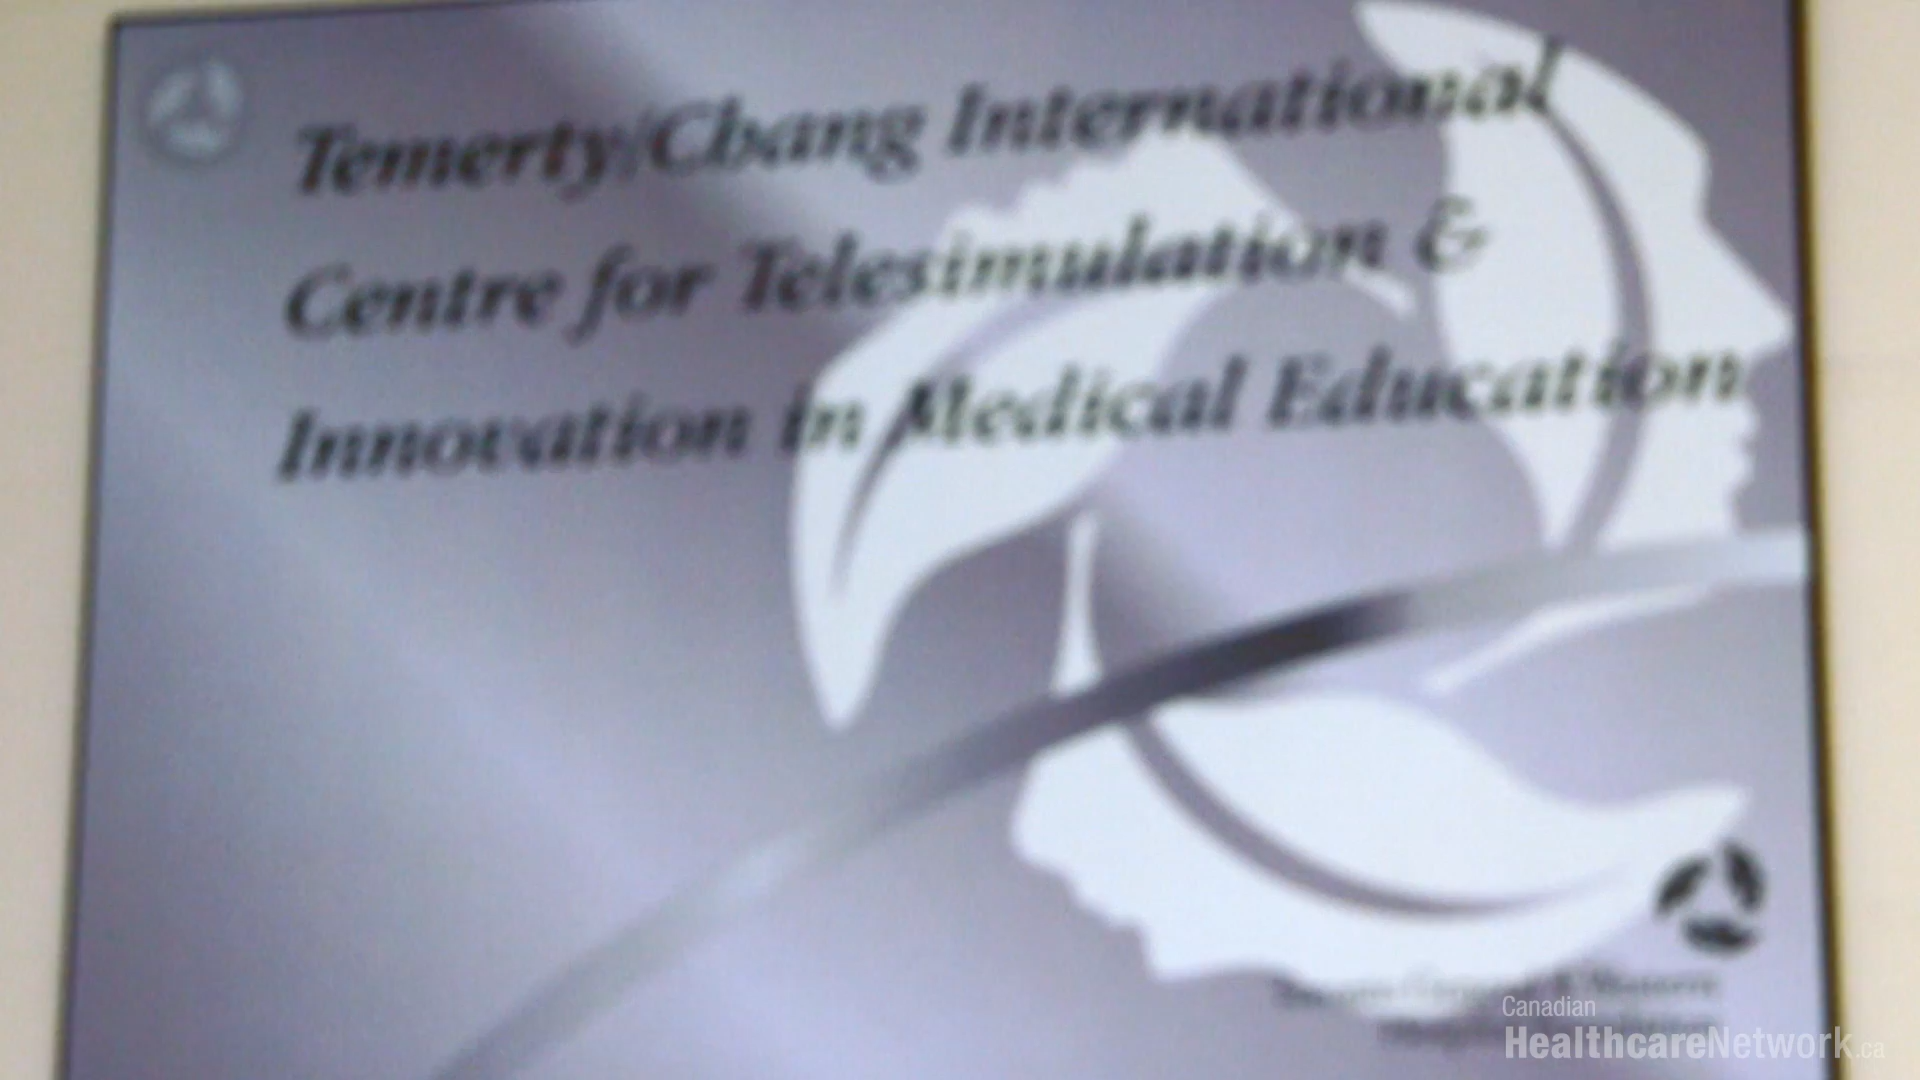 Temerty/Chang International
Centre for Telesimulation &
Innovation in Medical Education
Canadian
HealthcareNetwork.ca